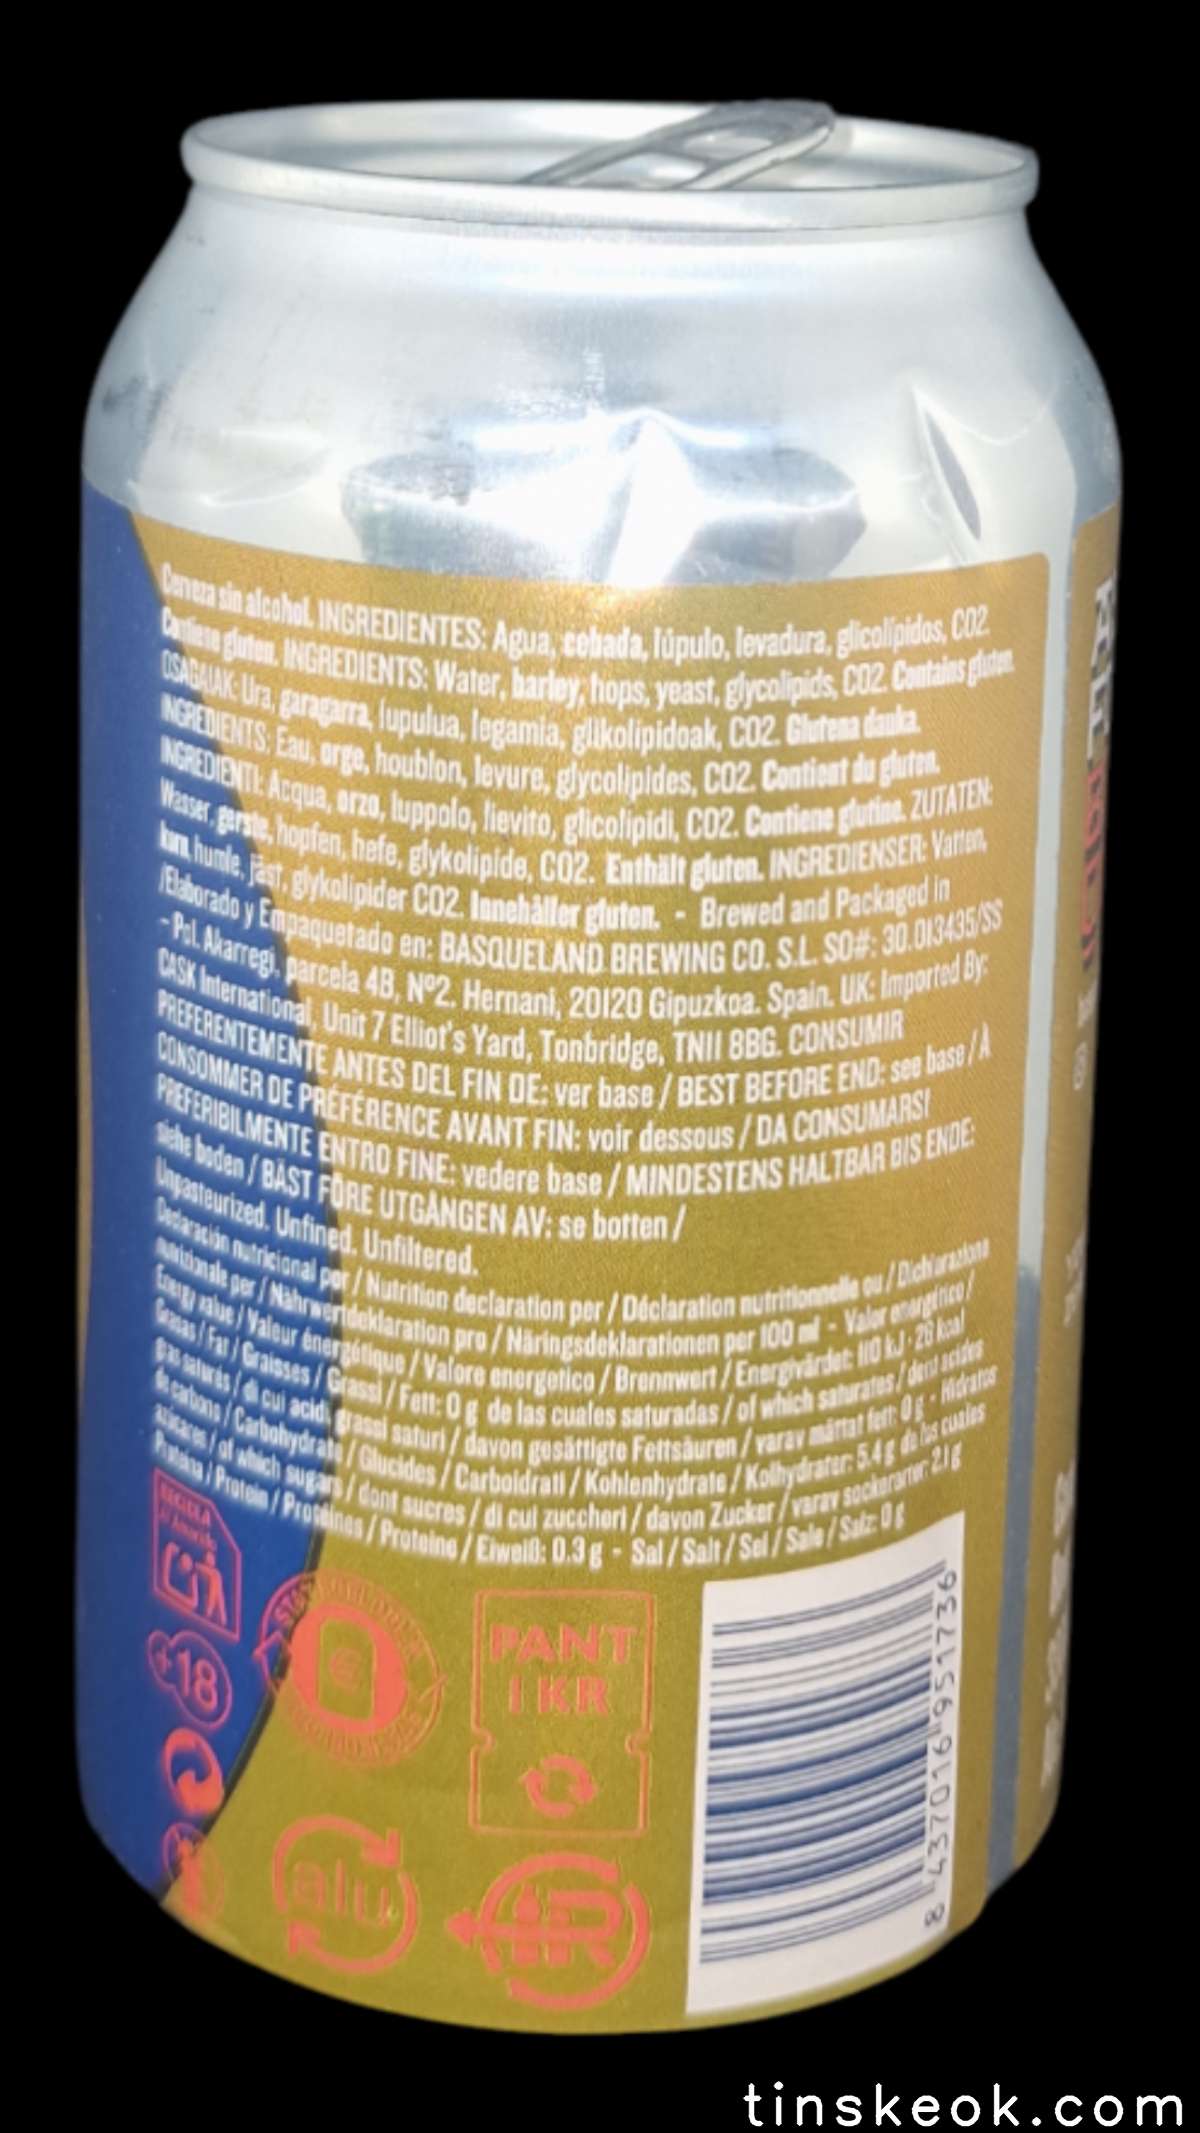 Cerveza sin alcohol. INGREDIENTES: Agua, cebada, lúpulo, levadura, glicolípidos, CO2.
Contiene gluten. INGREDIENTS: Water, barley, hops, yeast, glycolipids, CO2. Contains gluten.
OSAGAIAK: Ura, garagarra, lupulua, legamia, glikolipidoak, CO2. Glutena dauka.
INGREDIENTS: Eau, orge, houblon, levure, glycolipides, CO2. Contient du gluten.
INGREDIENTI: Acqua, orzo, luppolo, lievito, glicolipidi, CO2. Contiene glutine. ZUTATEN:
Wasser, gerste, hopfen, hefe, glykolipide, CO2. Enthält gluten. INGREDIENSER: Vatten,
korn, humle, jäst, glykolipider CO2. Innehåller gluten. - Brewed and Packaged in
/Elaborado y Empaquetado en: BASQUELAND BREWING CO. S.L. SO#: 30.013435/SS
- Pol. Akarregi, parcela 4B, Nº2. Hernani, 20120 Gipuzkoa. Spain. UK: Imported By:
CASK International, Unit 7 Elliot's Yard, Tonbridge, TN11 8BG. CONSUMIR
PREFERENTEMENTE ANTES DEL FIN DE: ver base / BEST BEFORE END: see base / À
CONSOMMER DE PRÉFÉRENCE AVANT FIN: voir dessous / DA CONSUMARSI
PREFERIBILMENTE ENTRO FINE: vedere base / MINDESTENS HALTBAR BIS ENDE:
siehe boden / BÄST FÖRE UTGÅNGEN AV: se botten /
Unpasteurized. Unfined. Unfiltered.
Declaración nutricional por / Nutrition declaration per / Déclaration nutritionnelle ou / Dichiarazione
nutrizionale per / Nährwertdeklaration pro / Näringsdeklarationen per 100 ml - Valor energético /
Energy value / Valeur énergétique / Valore energetico / Brennwert / Energivärdet: 110 kJ · 26 kcal
Grasas / Fat / Graisses / Grassi / Fett: 0 g de las cuales saturadas / of which saturates / dont acides
gas saturés / di cui acidi grassi saturi / davon gesättigte Fettsäuren / varav mättat fett: 0 g - Hidratos
de carbono / Carbohydrate / Glucides / Carboidrati / Kohlenhydrate / Kolhydrater: 5.4 g de los cuales
azúcares / of which sugars / dont sucres / di cui zuccheri / davon Zucker / varav sockerarter: 2.1 g
Proteína / Protein / Protéines / Proteine / Eiweiß: 0.3 g - Sal / Salt / Sel / Sale / Salz: 0 g
RECICLA
+18
PANT
1 KR
alu
8 437016 951736
tinskeok.com